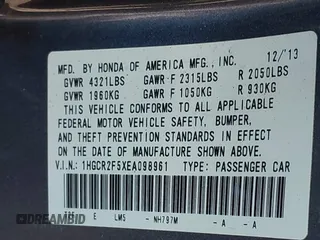 MFD. BY HONDA OF AMERICA MFG., INC. 12/13
GVWR 4321LBS GAWR F 2315LBS R 2050LBS
GVWR 1960KG GAWR F 1050KG R 930KG
THIS VEHICLE CONFORMS TO ALL APPLICABLE
FEDERAL MOTOR VEHICLE SAFETY, BUMPER,
AND THEFT PREVENTION STANDARDS IN EFFECT
ON THE DATE OF MANUFACTURE SHOWN ABOVE.
V.I.N.: 1HGCR2F5XEA098961 TYPE: PASSENGER CAR
E LM5 - NH797M - A - A
DREAMBID